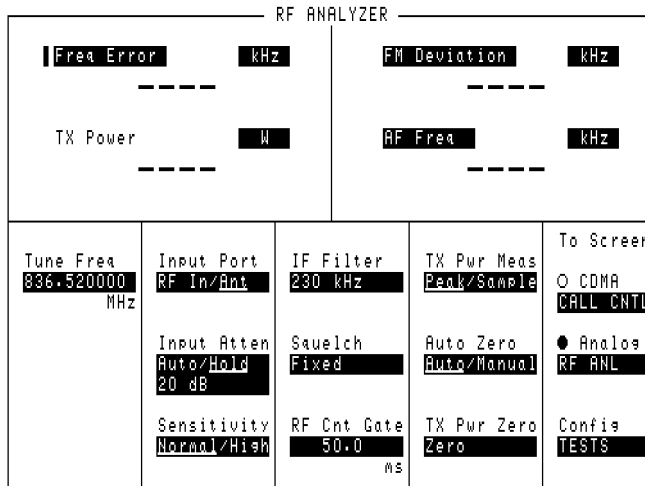 RF ANALYZER
Freq Error kHz
FM Deviation kHz
----
----
TX Power W
AF Freq kHz
----
----
Tune Freq
836.520000
MHz
Input Port
RF In/Ant
Input Atten
Auto/Hold
20 dB
Sensitivity
Normal/High
IF Filter
230 kHz
Squelch
Fixed
RF Cnt Gate
50.0
ms
TX Pwr Meas
Peak/Sample
Auto Zero
Auto/Manual
TX Pwr Zero
Zero
To Screen
CDMA
CALL CNTL
Analog
RF ANL
Config
TESTS